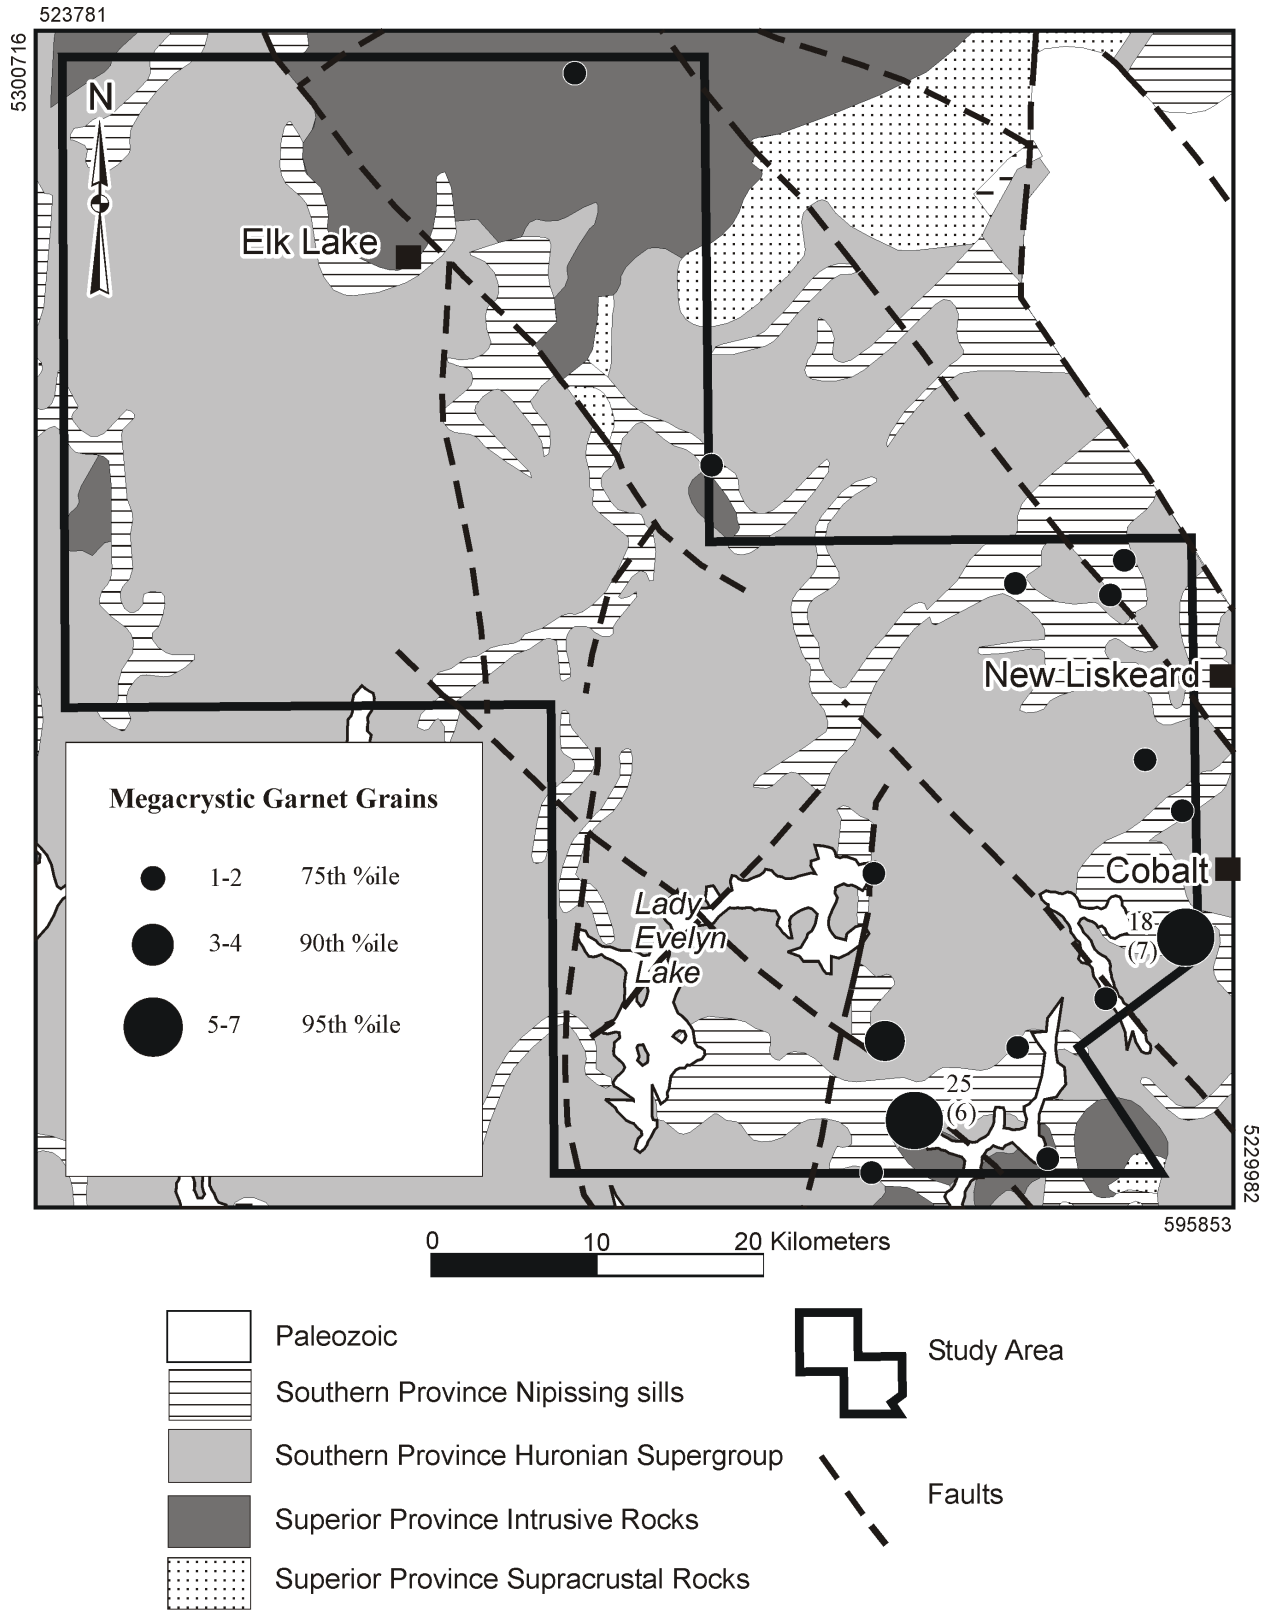 523781
5300716
N
Elk Lake
New Liskeard
Cobalt
Lady
Evelyn
Lake
18
(7)
25
(6)
Megacrystic Garnet Grains
1-2 75th %ile
3-4 90th %ile
5-7 95th %ile
5229982
595853
0 10 20 Kilometers
Paleozoic
Southern Province Nipissing sills
Southern Province Huronian Supergroup
Superior Province Intrusive Rocks
Superior Province Supracrustal Rocks
Study Area
Faults